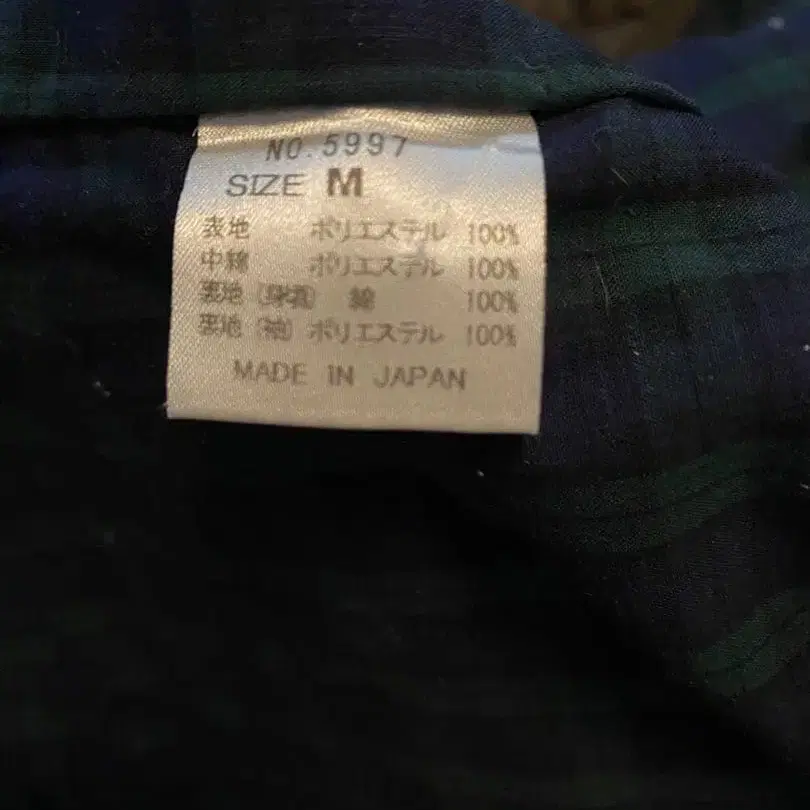 NO.5997
SIZE M
表地 ポリエステル 100%
中綿 ポリエステル 100%
裏地(身頃) 綿 100%
裏地(袖) ポリエステル 100%
MADE IN JAPAN